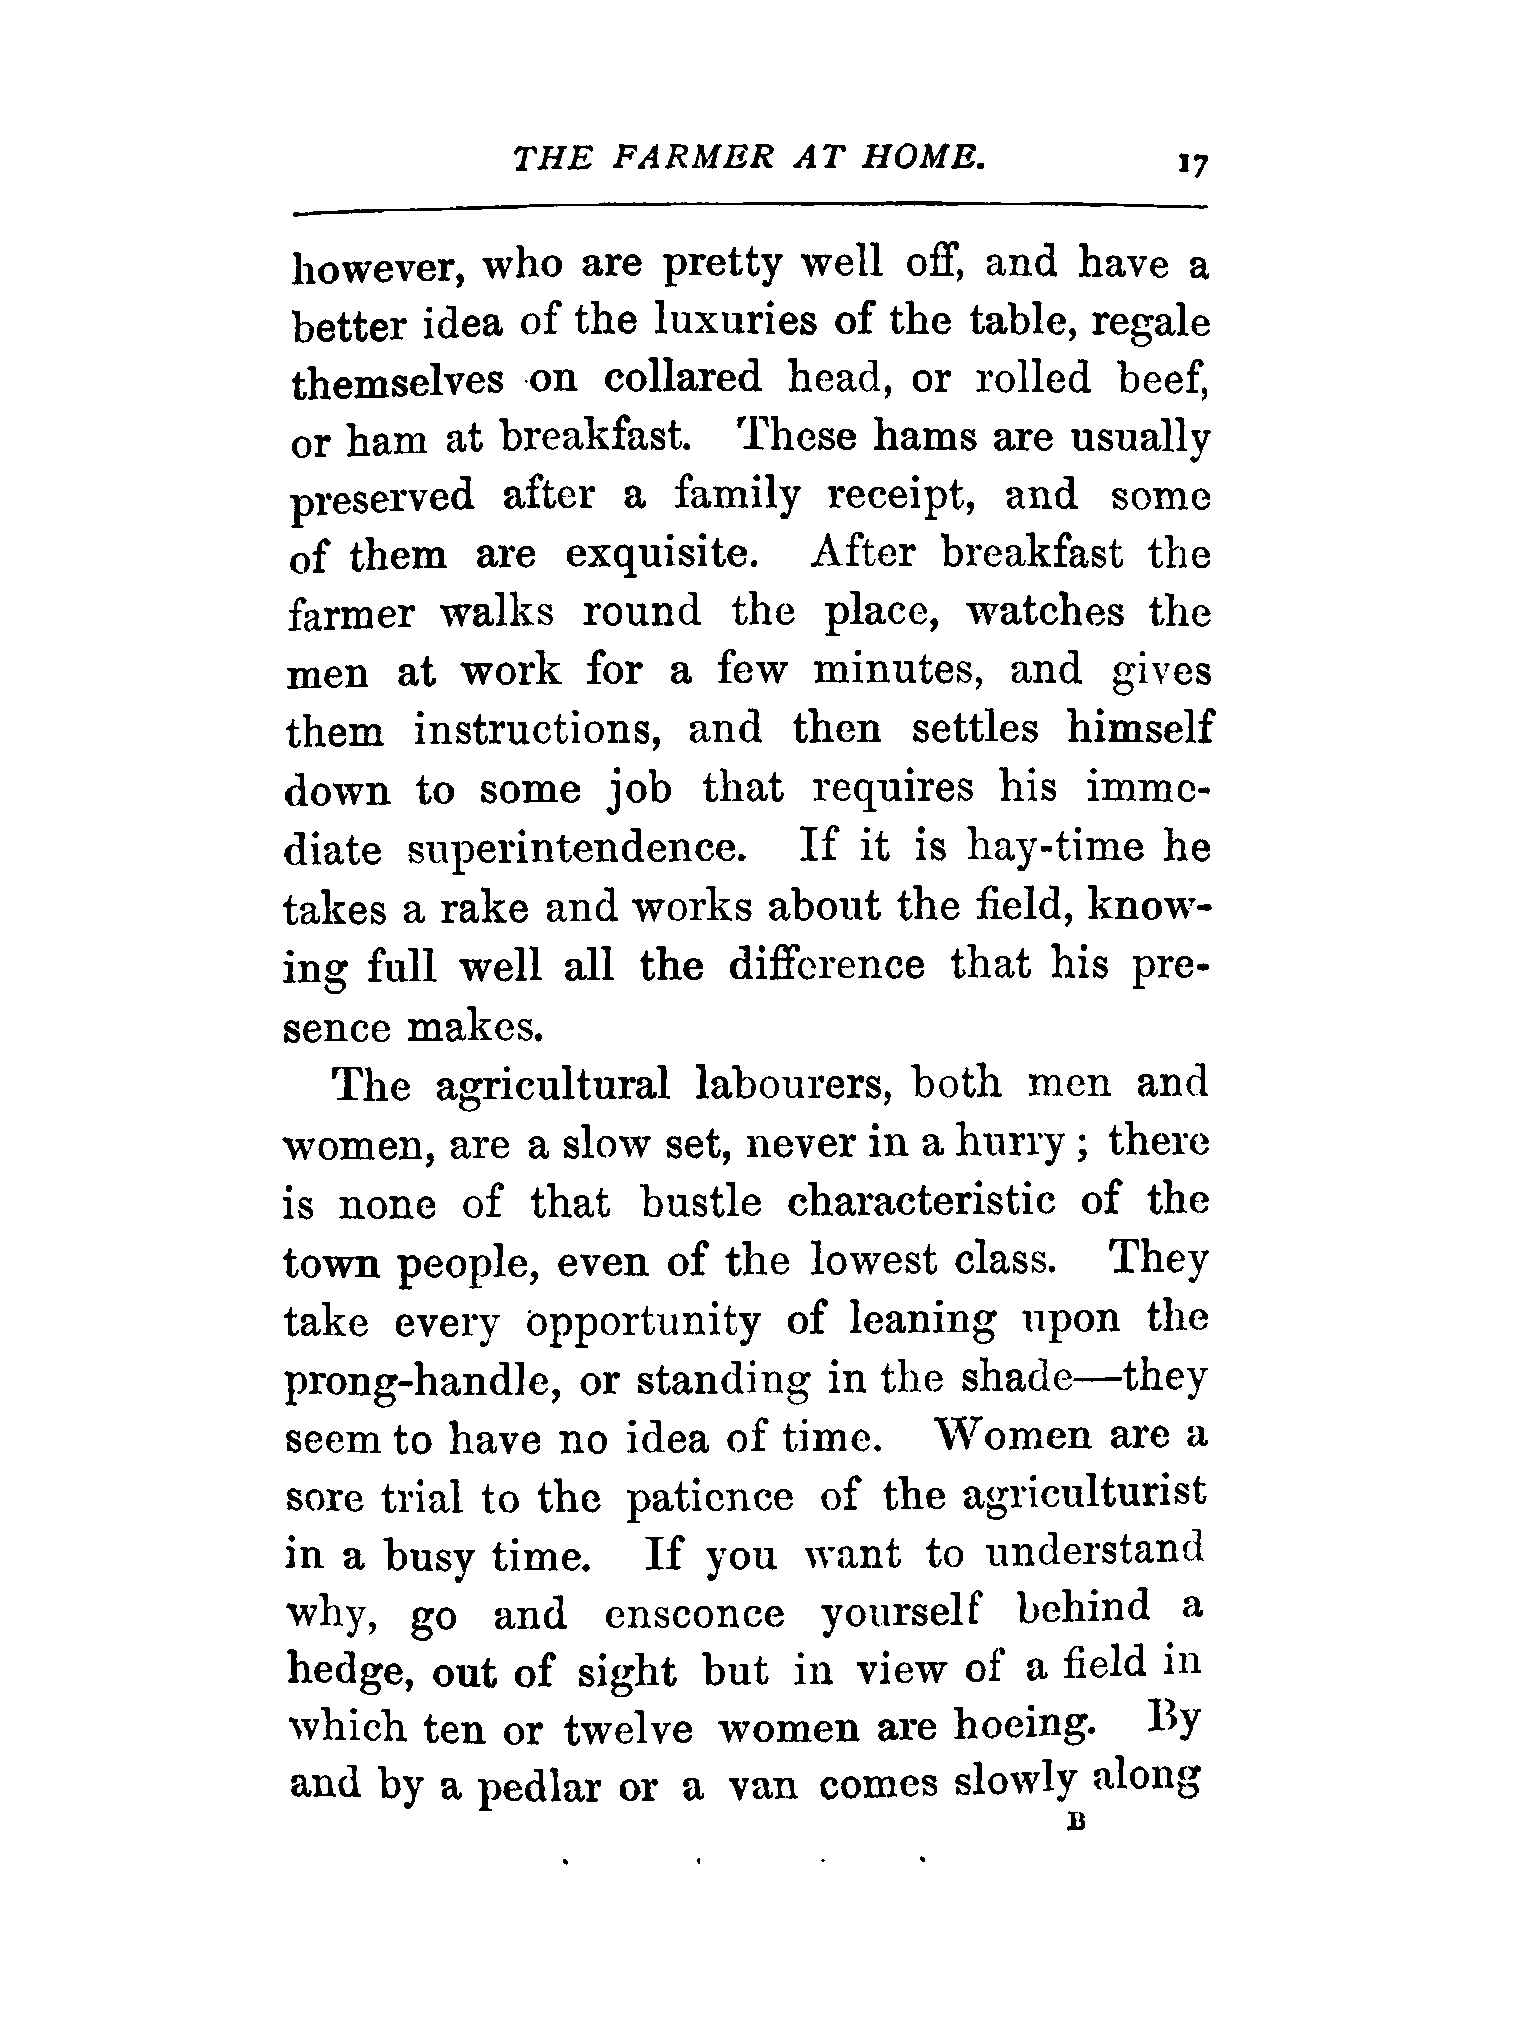 THE FARMER AT HOME. 17
however, who are pretty well off, and have a
better idea of the luxuries of the table, regale
themselves on collared head, or rolled beef,
or ham at breakfast. These hams are usually
preserved after a family receipt, and some
of them are exquisite. After breakfast the
farmer walks round the place, watches the
men at work for a few minutes, and gives
them instructions, and then settles himself
down to some job that requires his imme-
diate superintendence. If it is hay-time he
takes a rake and works about the field, know-
ing full well all the difference that his pre-
sence makes.
The agricultural labourers, both men and
women, are a slow set, never in a hurry; there
is none of that bustle characteristic of the
town people, even of the lowest class. They
take every opportunity of leaning upon the
prong-handle, or standing in the shade—they
seem to have no idea of time. Women are a
sore trial to the patience of the agriculturist
in a busy time. If you want to understand
why, go and ensconce yourself behind a
hedge, out of sight but in view of a field in
which ten or twelve women are hoeing. By
and by a pedlar or a van comes slowly along
B